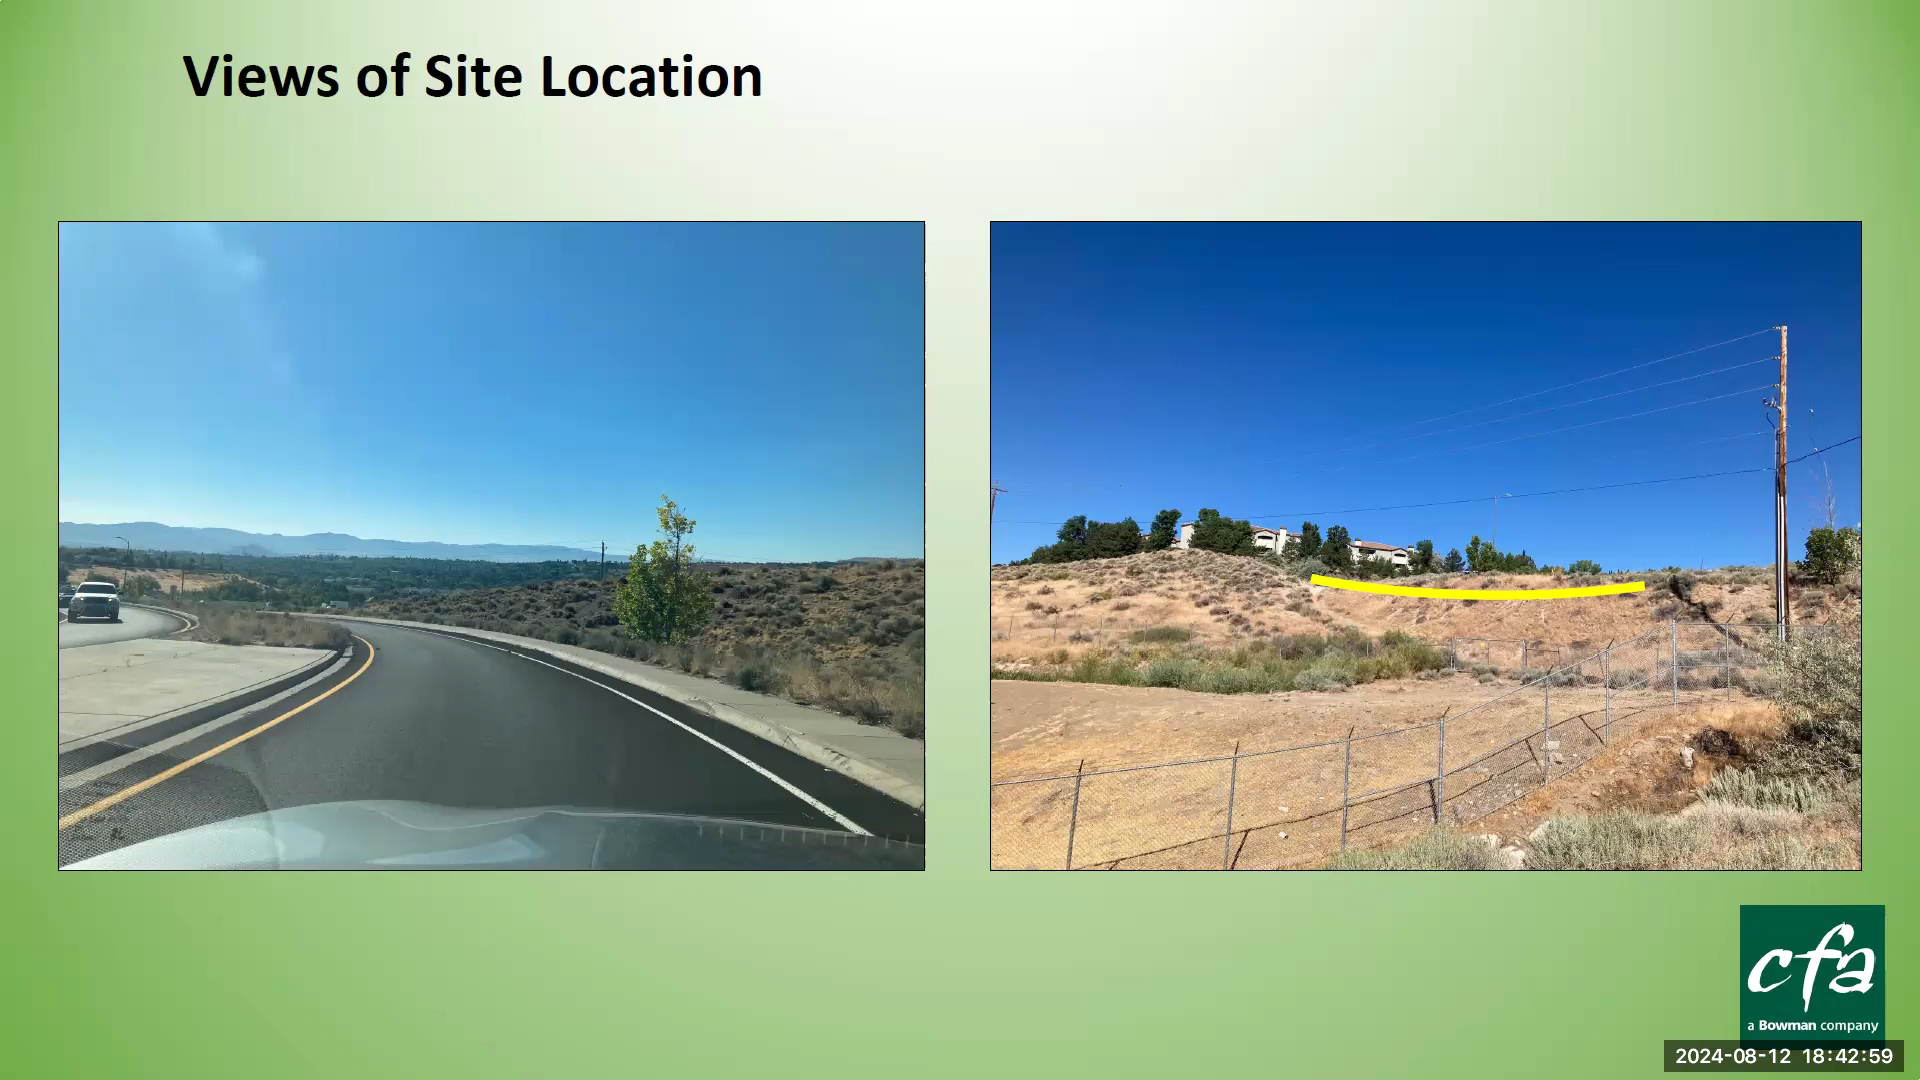 Views of Site Location
cfa
a Bowman company
2024-08-12 18:42:59